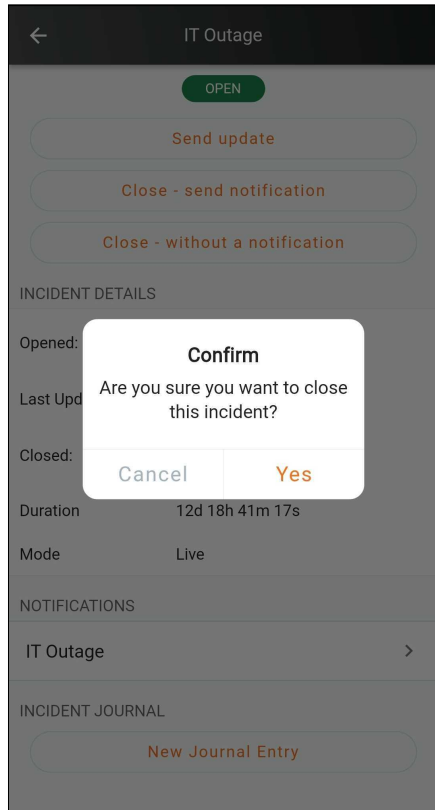 IT Outage
OPEN
Send update
Close - send notification
Close - without a notification
INCIDENT DETAILS
Opened:
Confirm
Are you sure you want to close
this incident?
Last Upd
Closed:
Cancel Yes
Duration 12d 18h 41m 17s
Mode Live
NOTIFICATIONS
IT Outage
INCIDENT JOURNAL
New Journal Entry